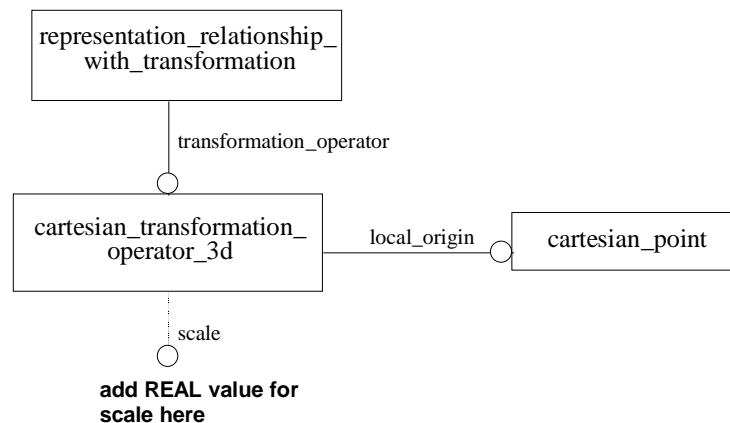 representation_relationship_
with_transformation
transformation_operator
cartesian_transformation_
operator_3d
local_origin
cartesian_point
scale
add REAL value for
scale here